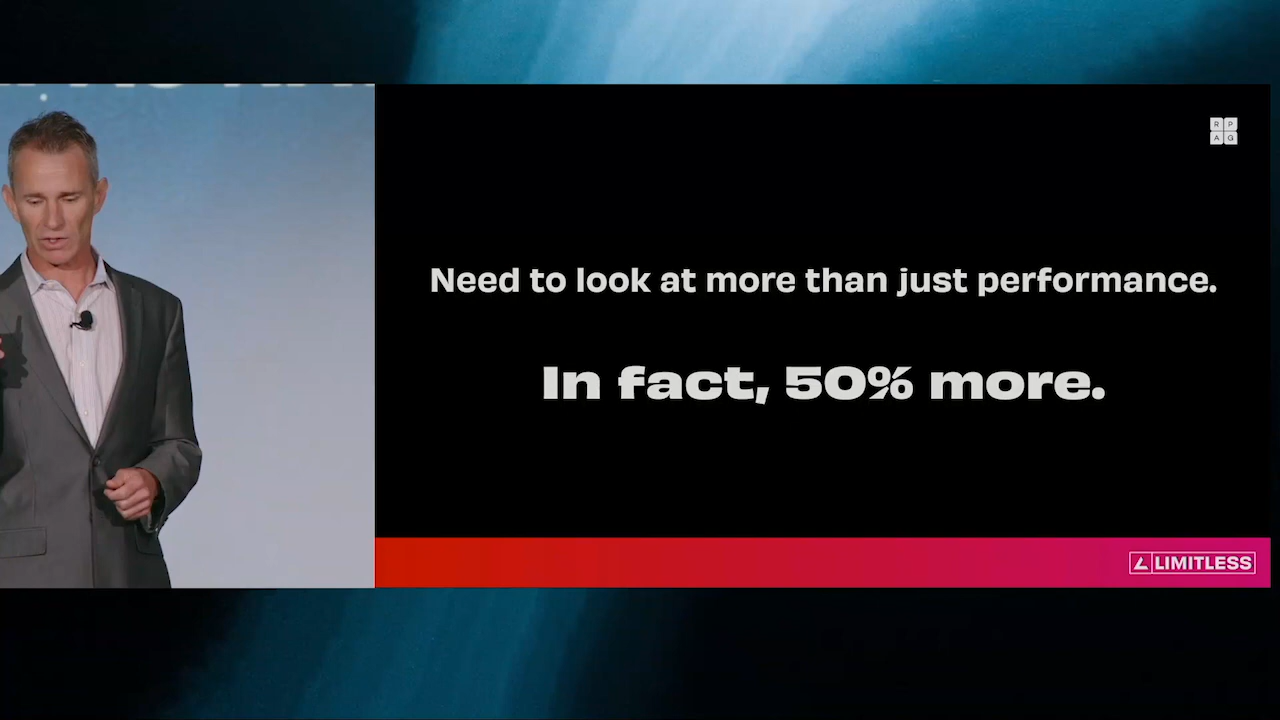 R P
A G
Need to look at more than just performance.
In fact, 50% more.
LIMITLESS